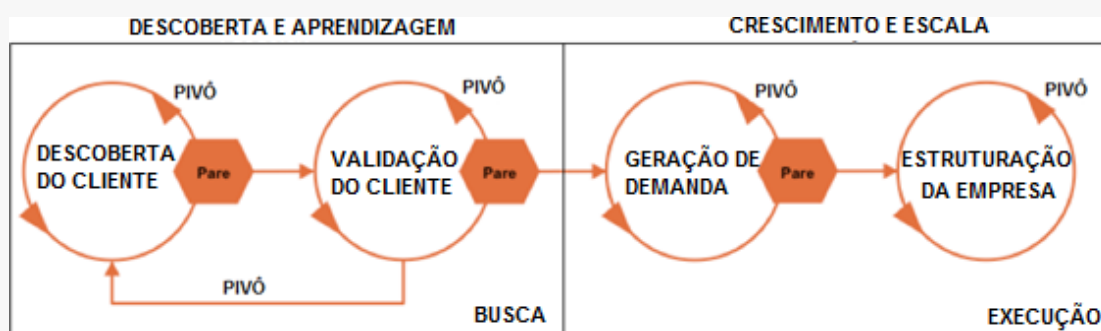 DESCOBERTA E APRENDIZAGEM
CRESCIMENTO E ESCALA
PIVÔ
PIVÔ
PIVÔ
PIVÔ
DESCOBERTA
DO CLIENTE
Pare
VALIDAÇÃO
DO CLIENTE
Pare
GERAÇÃO DE
DEMANDA
Pare
ESTRUTURAÇÃO
DA EMPRESA
PIVÔ
BUSCA
EXECUÇÃO